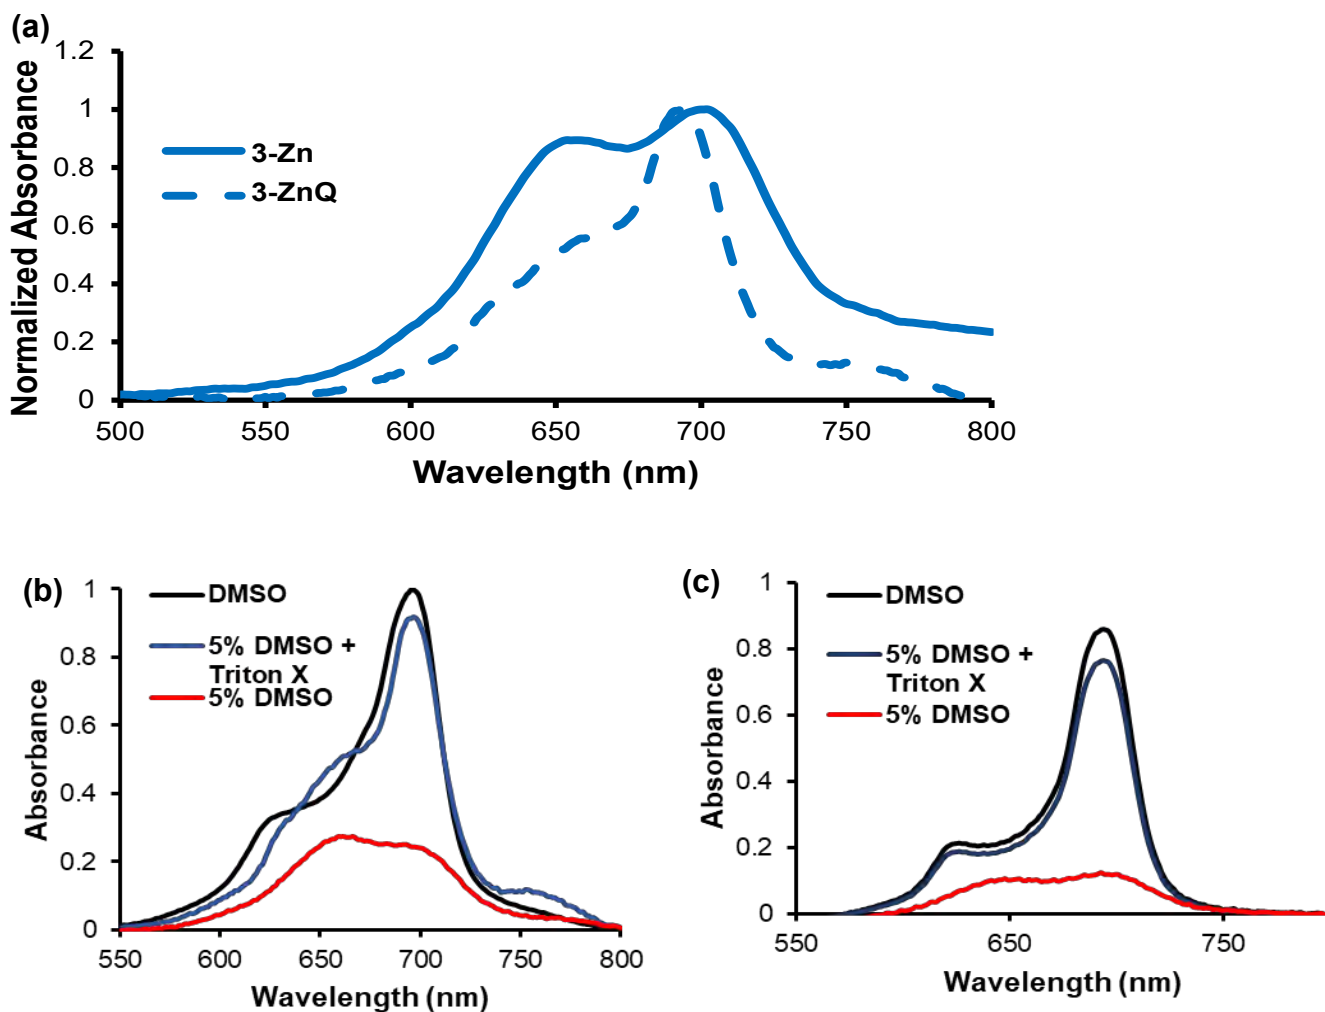 (a)
1.2
1
0.8
0.6
0.4
0.2
0
Normalized Absorbance
3-Zn
3-ZnQ
500 550 600 650 700 750 800
Wavelength (nm)
(b)
1
0.8
0.6
0.4
0.2
0
Absorbance
DMSO
5% DMSO +
Triton X
5% DMSO
550 600 650 700 750 800
Wavelength (nm)
(c)
1
0.8
0.6
0.4
0.2
0
Absorbance
DMSO
5% DMSO +
Triton X
5% DMSO
550 650 750
Wavelength (nm)